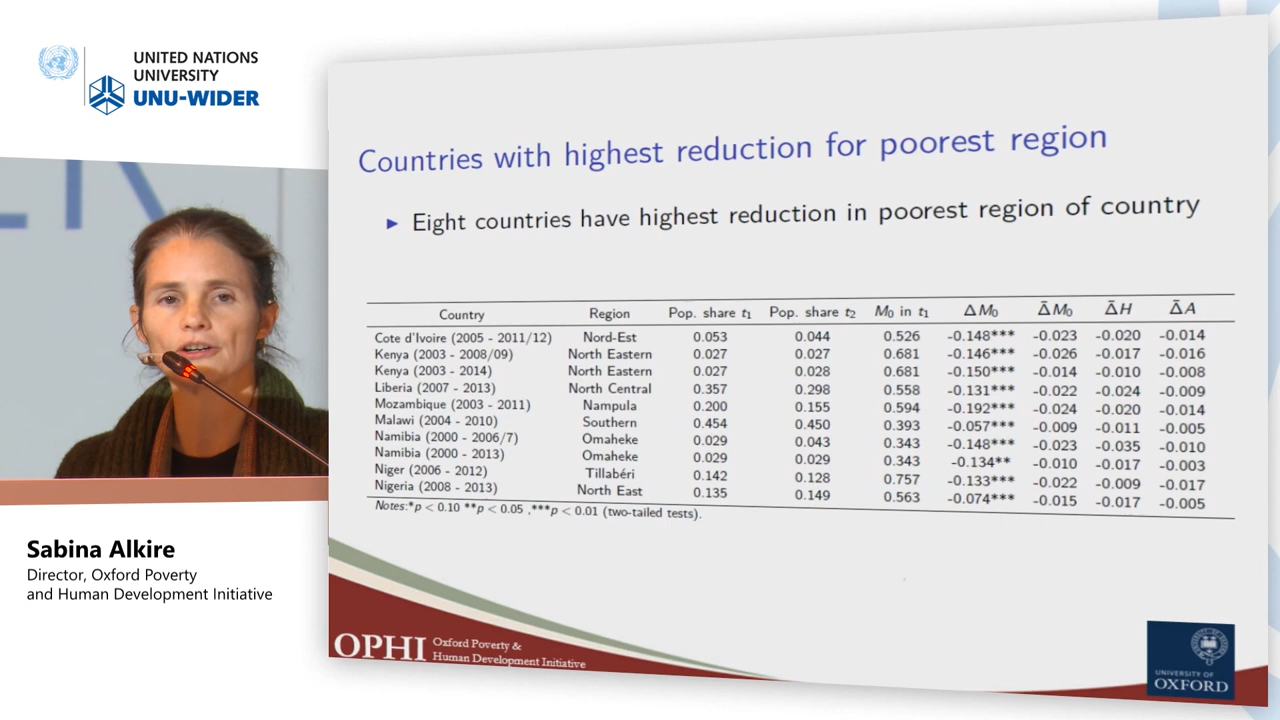 UNITED NATIONS
UNIVERSITY
UNU-WIDER
Sabina Alkire
Director, Oxford Poverty
and Human Development Initiative
Countries with highest reduction for poorest region
▶ Eight countries have highest reduction in poorest region of country
Country Region Pop. share t₁ Pop. share t₂ M₀ in t₁ ΔM₀ Δ̄M₀ Δ̄H Δ̄A
Cote d'Ivoire (2005 - 2011/12) Nord-Est 0.053 0.044 0.526 -0.148*** -0.023 -0.020 -0.014
Kenya (2003 - 2008/09) North Eastern 0.027 0.027 0.681 -0.146*** -0.026 -0.017 -0.016
Kenya (2003 - 2014) North Eastern 0.027 0.028 0.681 -0.150*** -0.014 -0.010 -0.008
Liberia (2007 - 2013) North Central 0.357 0.298 0.558 -0.131*** -0.022 -0.024 -0.009
Mozambique (2003 - 2011) Nampula 0.200 0.155 0.594 -0.192*** -0.024 -0.020 -0.014
Malawi (2004 - 2010) Southern 0.454 0.450 0.393 -0.057*** -0.009 -0.011 -0.005
Namibia (2000 - 2006/7) Omaheke 0.029 0.043 0.343 -0.148*** -0.023 -0.035 -0.010
Namibia (2000 - 2013) Omaheke 0.029 0.029 0.343 -0.134** -0.010 -0.017 -0.003
Niger (2006 - 2012) Tillabéri 0.142 0.128 0.757 -0.133*** -0.022 -0.009 -0.017
Nigeria (2008 - 2013) North East 0.135 0.149 0.563 -0.074*** -0.015 -0.017 -0.005
Notes:*p < 0.10 **p < 0.05 ,***p < 0.01 (two-tailed tests).
OPHI Oxford Poverty &
Human Development Initiative
UNIVERSITY OF
OXFORD